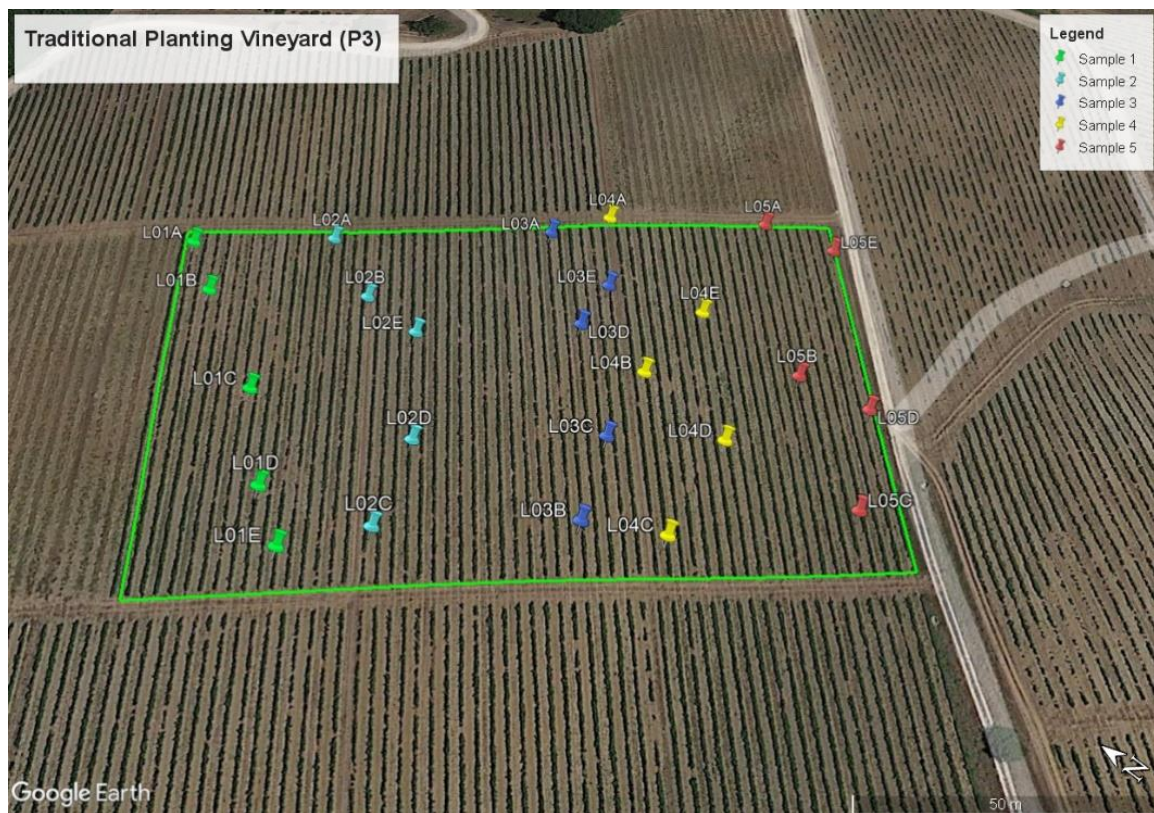 Traditional Planting Vineyard (P3)
Legend
Sample 1
Sample 2
Sample 3
Sample 4
Sample 5
L04A
L05A
L02A
L03A
L01A
L05E
L01B
L02B
L03E
L04E
L02E
L03D
L04B
L05B
L01C
L02D
L03C
L04D
L05D
L01D
L02C
L03B
L04C
L05C
L01E
N
Google Earth
50 m